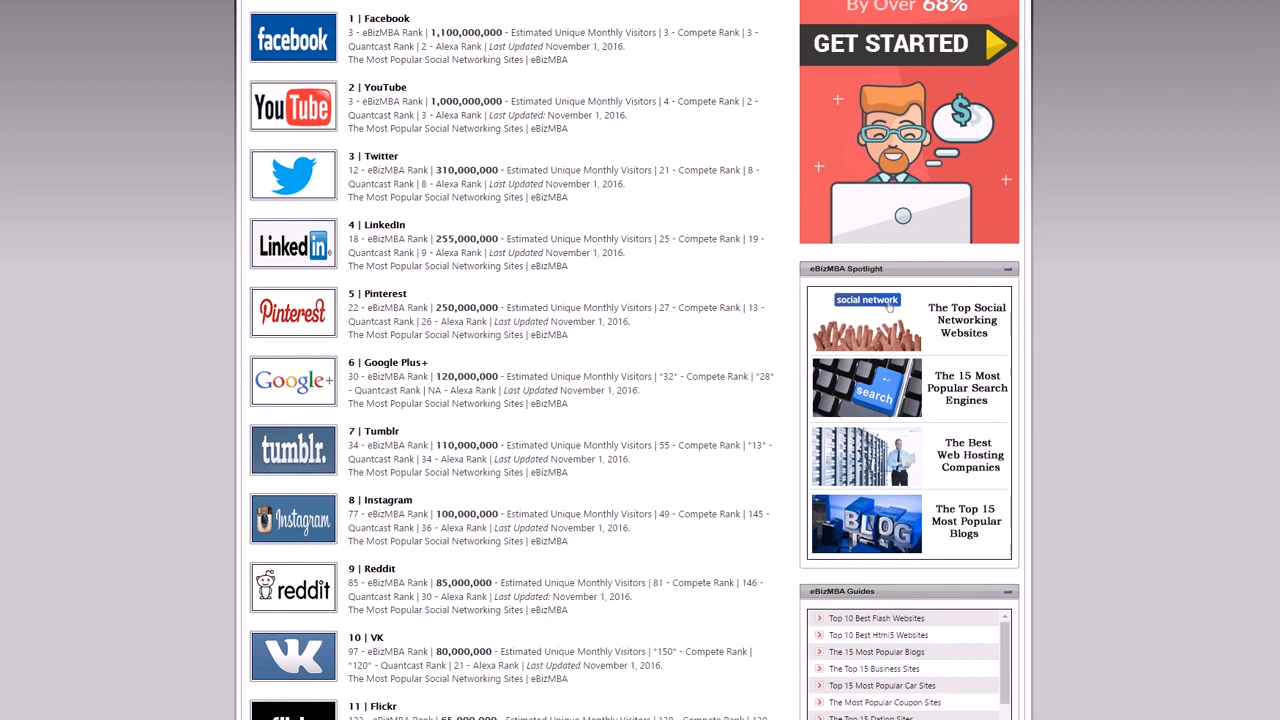 facebook
1 | Facebook
3 - eBizMBA Rank | 1,100,000,000 - Estimated Unique Monthly Visitors | 3 - Compete Rank | 3 -
Quantcast Rank | 2 - Alexa Rank | Last Updated November 1, 2016.
The Most Popular Social Networking Sites | eBizMBA
YouTube
2 | YouTube
3 - eBizMBA Rank | 1,000,000,000 - Estimated Unique Monthly Visitors | 4 - Compete Rank | 2 -
Quantcast Rank | 3 - Alexa Rank | Last Updated: November 1, 2016.
The Most Popular Social Networking Sites | eBizMBA
3 | Twitter
12 - eBizMBA Rank | 310,000,000 - Estimated Unique Monthly Visitors | 21 - Compete Rank | 8 -
Quantcast Rank | 8 - Alexa Rank | Last Updated November 1, 2016.
The Most Popular Social Networking Sites | eBizMBA
Linkedin
4 | LinkedIn
18 - eBizMBA Rank | 255,000,000 - Estimated Unique Monthly Visitors | 25 - Compete Rank | 19 -
Quantcast Rank | 9 - Alexa Rank | Last Updated November 1, 2016.
The Most Popular Social Networking Sites | eBizMBA
Pinterest
5 | Pinterest
22 - eBizMBA Rank | 250,000,000 - Estimated Unique Monthly Visitors | 27 - Compete Rank | 13 -
Quantcast Rank | 26 - Alexa Rank | Last Updated November 1, 2016.
The Most Popular Social Networking Sites | eBizMBA
Google+
6 | Google Plus+
30 - eBizMBA Rank | 120,000,000 - Estimated Unique Monthly Visitors | *32* - Compete Rank | *28*
- Quantcast Rank | NA - Alexa Rank | Last Updated November 1, 2016.
The Most Popular Social Networking Sites | eBizMBA
tumblr.
7 | Tumblr
34 - eBizMBA Rank | 110,000,000 - Estimated Unique Monthly Visitors | 55 - Compete Rank | *13* -
Quantcast Rank | 34 - Alexa Rank | Last Updated November 1, 2016.
The Most Popular Social Networking Sites | eBizMBA
Instagram
8 | Instagram
77 - eBizMBA Rank | 100,000,000 - Estimated Unique Monthly Visitors | 49 - Compete Rank | 145 -
Quantcast Rank | 36 - Alexa Rank | Last Updated November 1, 2016.
The Most Popular Social Networking Sites | eBizMBA
reddit
9 | Reddit
85 - eBizMBA Rank | 85,000,000 - Estimated Unique Monthly Visitors | 81 - Compete Rank | 146 -
Quantcast Rank | 30 - Alexa Rank | Last Updated: November 1, 2016.
The Most Popular Social Networking Sites | eBizMBA
10 | VK
97 - eBizMBA Rank | 80,000,000 - Estimated Unique Monthly Visitors | *150* - Compete Rank |
*120* - Quantcast Rank | 21 - Alexa Rank | Last Updated November 1, 2016.
The Most Popular Social Networking Sites | eBizMBA
11 | Flickr
By Over 68%
GET STARTED
$
eBizMBA Spotlight
social network
The Top Social
Networking
Websites
search
The 15 Most
Popular Search
Engines
The Best
Web Hosting
Companies
BLOG
The Top 15
Most Popular
Blogs
eBizMBA Guides
Top 10 Best Flash Websites
Top 10 Best Html5 Websites
The 15 Most Popular Blogs
The Top 15 Business Sites
Top 15 Most Popular Car Sites
The Most Popular Coupon Sites
The Top 15 Dating Sites